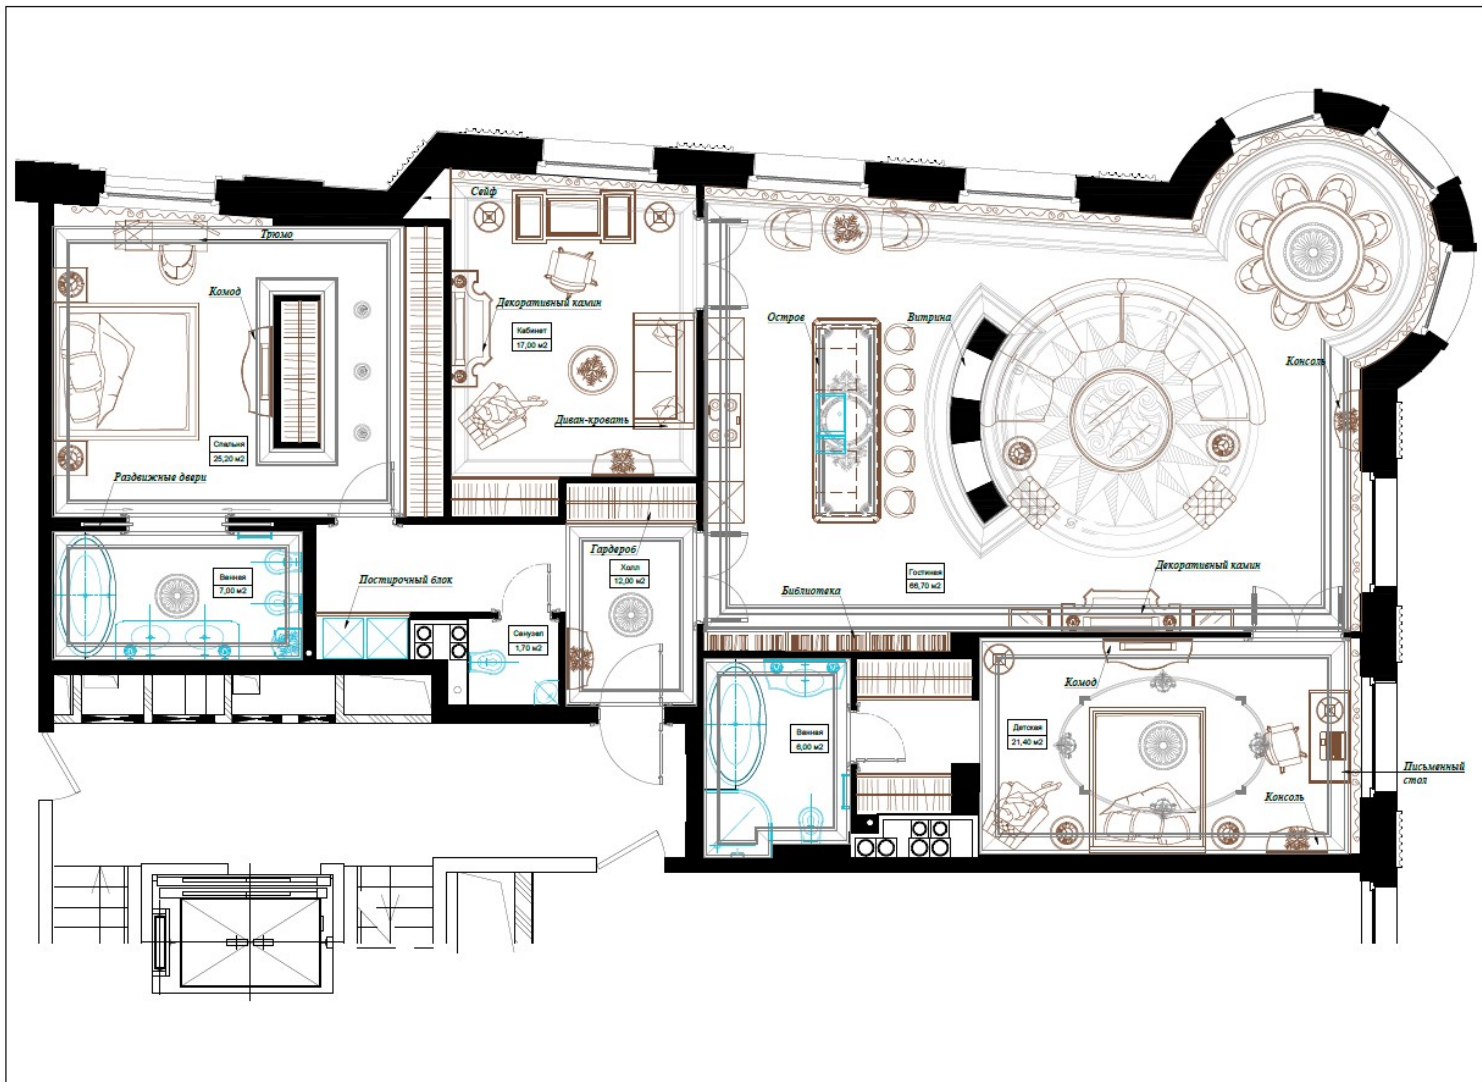 Сейф
Трюмо
Комод
Декоративный камин
Кабинет
17,00 м2
Остров
Витрина
Консоль
Диван-кровать
Спальня
25,20 м2
Раздвижные двери
Гардероб
Ванная
7,00 м2
Постирочный блок
Холл
12,00 м2
Гостиная
66,70 м2
Декоративный камин
Библиотека
Санузел
1,70 м2
Комод
Ванная
6,00 м2
Детская
21,40 м2
Письменный
стол
Консоль